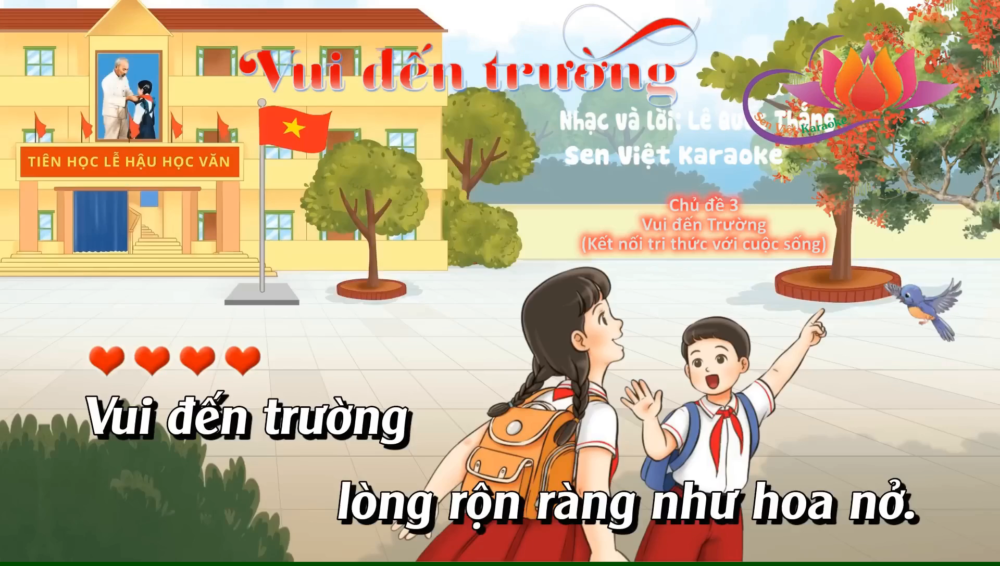 Vui đến trường
Nhạc và lời: Lê Quốc Thắng
Sen Việt Karaoke
Sen Việt Karaoke
TIÊN HỌC LỄ HẬU HỌC VĂN
Chủ đề 3
Vui đến Trường
(Kết nối tri thức với cuộc sống)
Vui đến trường
lòng rộn ràng như hoa nở.